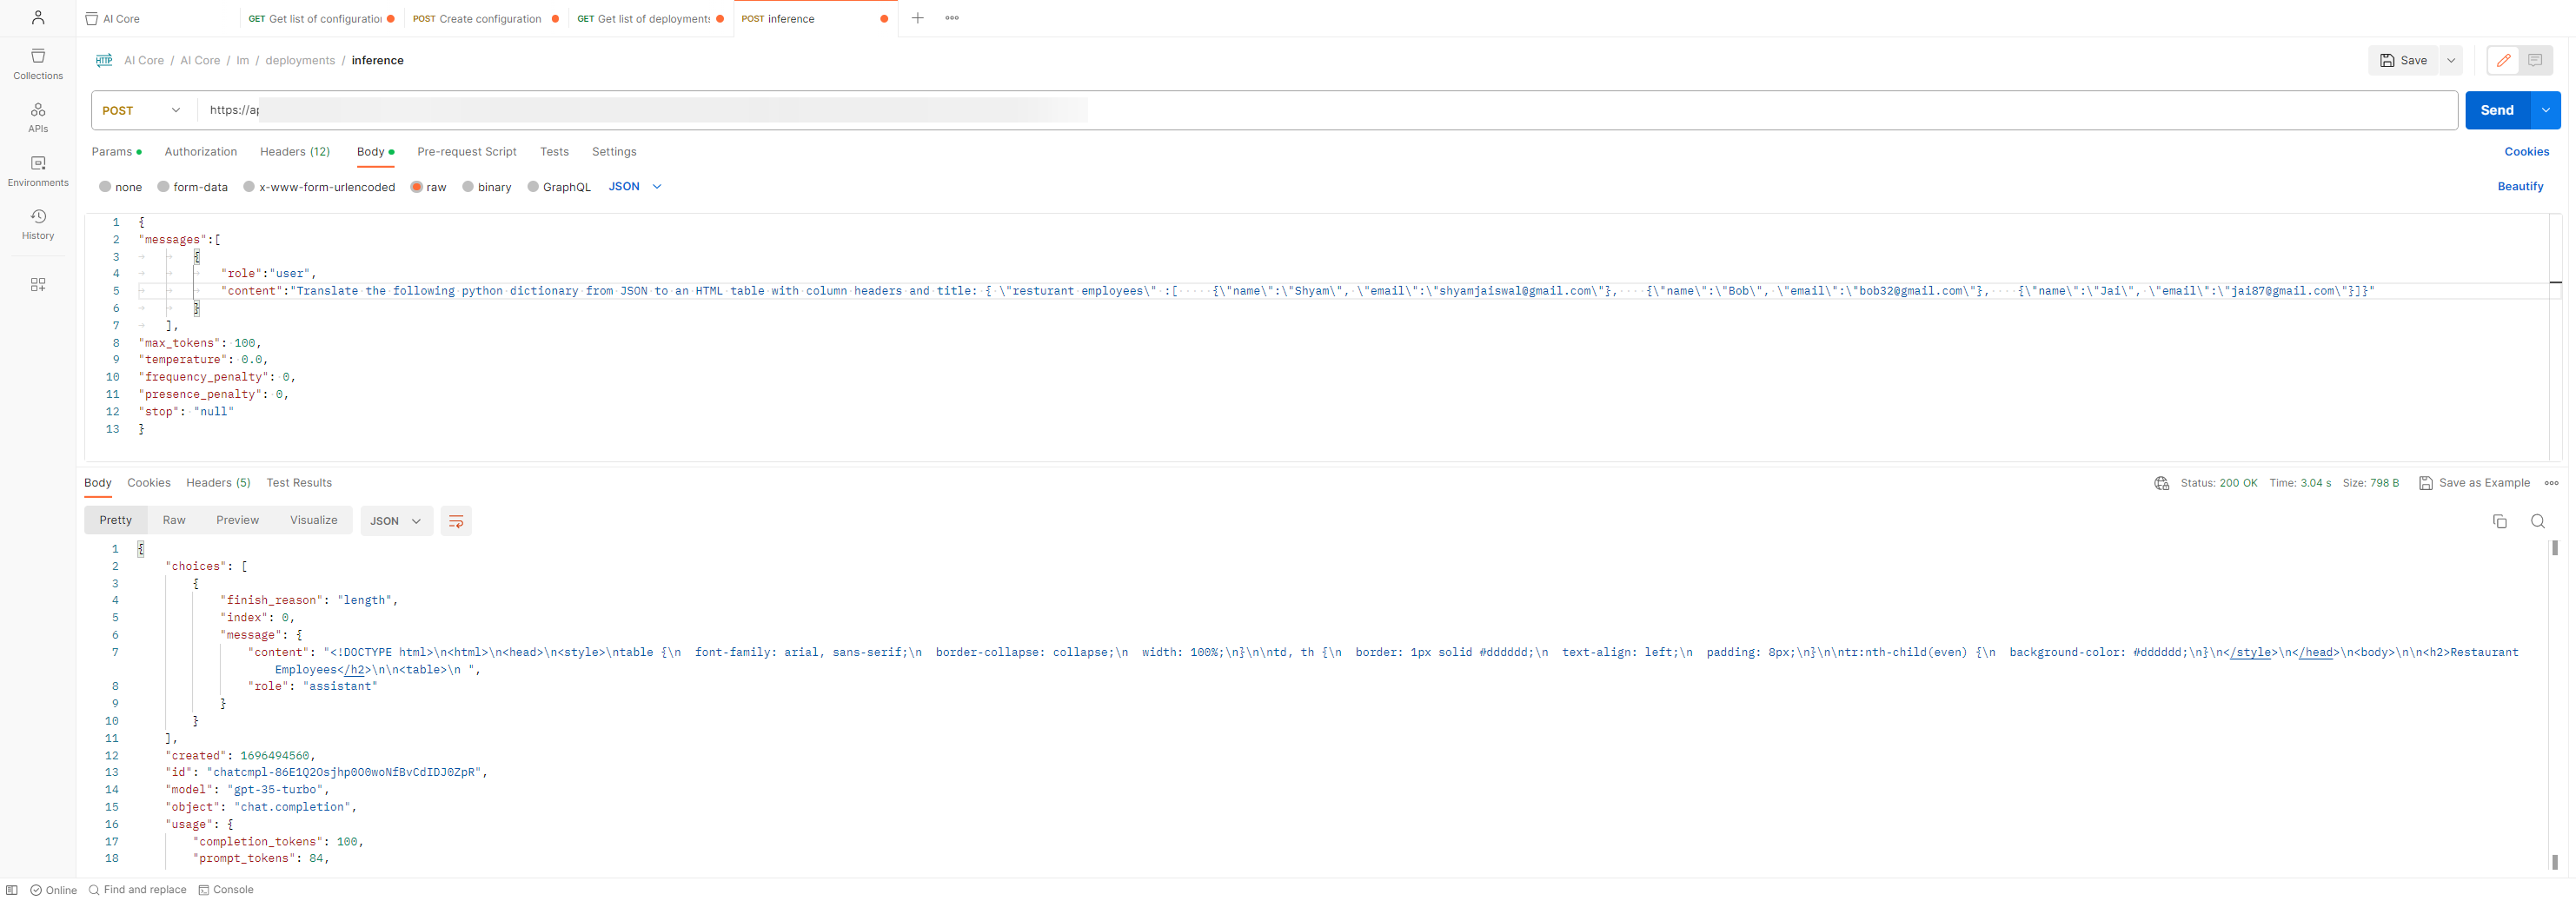 AI Core
GET Get list of configuration
POST Create configuration
GET Get list of deployments
POST inference
Collections
APIs
Environments
History
HTTP AI Core / AI Core / lm / deployments / inference
Save
POST https://ap
Send
Params Authorization Headers (12) Body Pre-request Script Tests Settings
Cookies
none form-data x-www-form-urlencoded raw binary GraphQL JSON
Beautify
1 {
2 "messages":[
3 {
4 "role":"user",
5 "content":"Translate the following python dictionary from JSON to an HTML table with column headers and title: { \"resturant employees\" :[ {\"name\":\"Shyam\", \"email\":\"shyamjaiswal@gmail.com\"}, {\"name\":\"Bob\", \"email\":\"bob32@gmail.com\"}, {\"name\":\"Jai\", \"email\":\"jai87@gmail.com\"}]}"
6 }
7 ],
8 "max_tokens": 100,
9 "temperature": 0.0,
10 "frequency_penalty": 0,
11 "presence_penalty": 0,
12 "stop": "null"
13 }
Body Cookies Headers (5) Test Results
Status: 200 OK Time: 3.04 s Size: 798 B Save as Example
Pretty Raw Preview Visualize JSON
1 {
2 "choices": [
3 {
4 "finish_reason": "length",
5 "index": 0,
6 "message": {
7 "content": "<!DOCTYPE html>\n<html>\n<head>\n<style>\ntable {\n  font-family: arial, sans-serif;\n  border-collapse: collapse;\n  width: 100%;\n}\n\ntd, th {\n  border: 1px solid #dddddd;\n  text-align: left;\n  padding: 8px;\n}\n\ntr:nth-child(even) {\n  background-color: #dddddd;\n}\n</style>\n</head>\n<body>\n\n<h2>Restaurant
Employees</h2>\n\n<table>\n ",
8 "role": "assistant"
9 }
10 }
11 ],
12 "created": 1696494560,
13 "id": "chatcmpl-86E1Q2Osjhp0O0woNfBvCdIDJ0ZpR",
14 "model": "gpt-35-turbo",
15 "object": "chat.completion",
16 "usage": {
17 "completion_tokens": 100,
18 "prompt_tokens": 84,
Online Find and replace Console